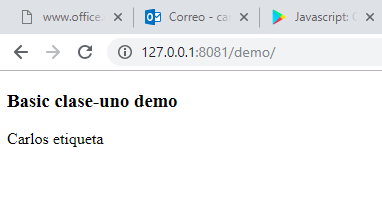 www.office.
Correo - ca
Javascript:
127.0.0.1:8081/demo/
Basic clase-uno demo
Carlos etiqueta